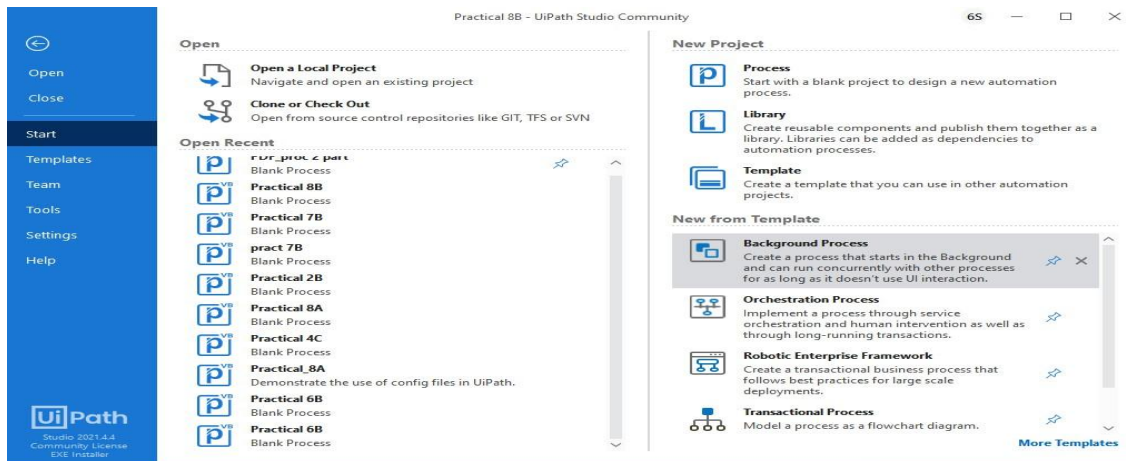 Practical 8B - UiPath Studio Community
6S
Open
Close
Start
Templates
Team
Tools
Settings
Help
UiPath
Studio 2021.4.4
Community License
EXE Installer
Open
Open a Local Project
Navigate and open an existing project
Clone or Check Out
Open from source control repositories like GIT, TFS or SVN
Open Recent
PDF_proc 2 part
Blank Process
Practical 8B
Blank Process
Practical 7B
Blank Process
pract 7B
Blank Process
Practical 2B
Blank Process
Practical 8A
Blank Process
Practical 4C
Blank Process
Practical_8A
Demonstrate the use of config files in UiPath.
Practical 6B
Blank Process
Practical 6B
Blank Process
New Project
Process
Start with a blank project to design a new automation
process.
Library
Create reusable components and publish them together as a
library. Libraries can be added as dependencies to
automation processes.
Template
Create a template that you can use in other automation
projects.
New from Template
Background Process
Create a process that starts in the Background
and can run concurrently with other processes
for as long as it doesn't use UI interaction.
Orchestration Process
Implement a process through service
orchestration and human intervention as well as
through long-running transactions.
Robotic Enterprise Framework
Create a transactional business process that
follows best practices for large scale
deployments.
Transactional Process
Model a process as a flowchart diagram.
More Templates